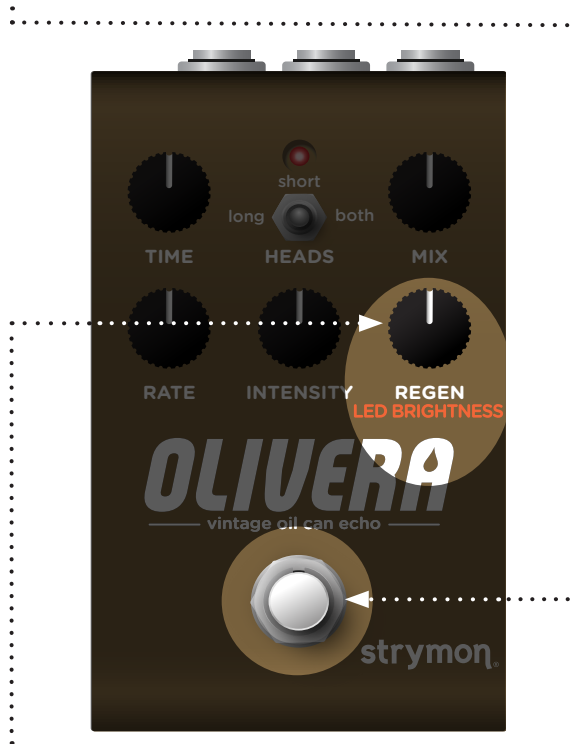 short
long both
TIME HEADS MIX
RATE INTENSITY REGEN
LED BRIGHTNESS
OLIVERA
vintage oil can echo
strymon®